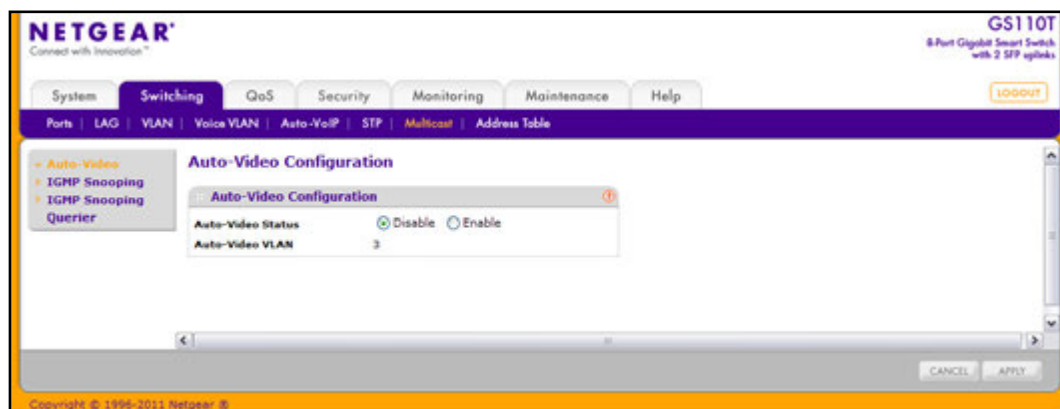 NETGEAR®
Connect with Innovation™
GS110T
8-Port Gigabit Smart Switch
with 2 SFP uplinks
System Switching QoS Security Monitoring Maintenance Help LOGOUT
Ports | LAG | VLAN | Voice VLAN | Auto-VoIP | STP | Multicast | Address Table
Auto-Video
IGMP Snooping
IGMP Snooping
Querier
Auto-Video Configuration
Auto-Video Configuration
Auto-Video Status Disable Enable
Auto-Video VLAN 3
CANCEL APPLY
Copyright © 1996-2011 Netgear ®